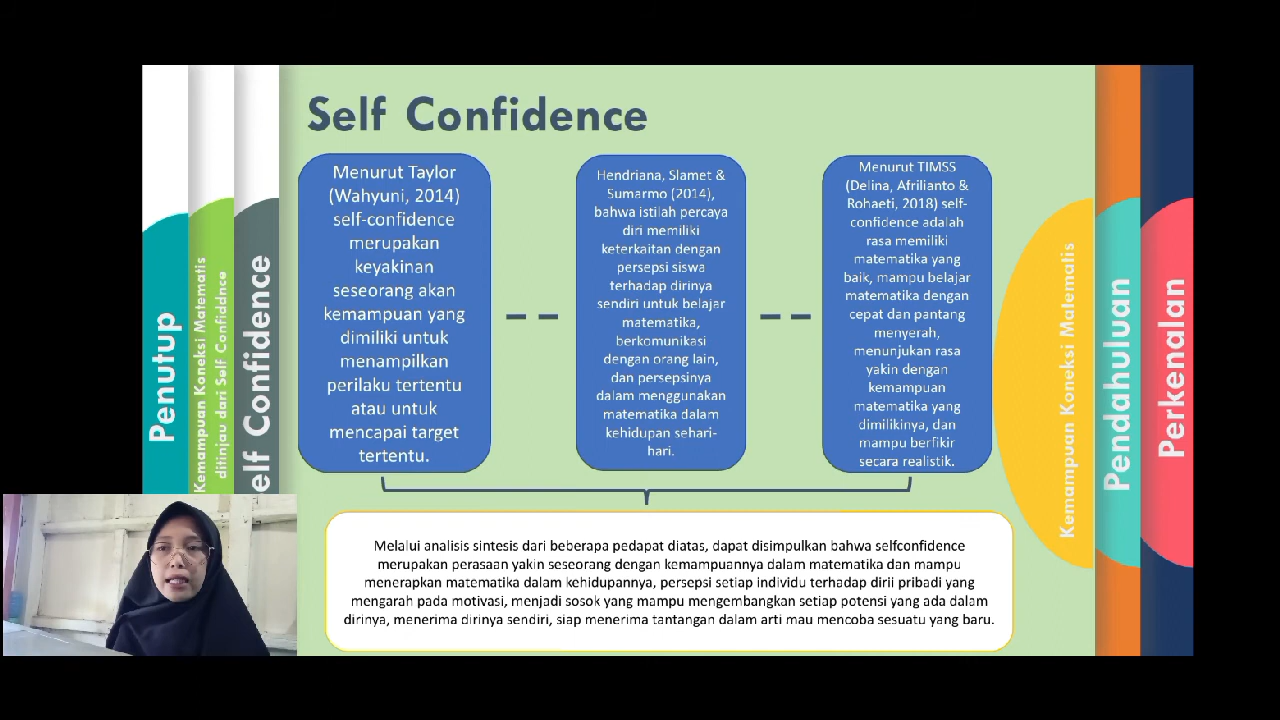 Self Confidence
Menurut Taylor
(Wahyuni, 2014)
self-confidence
merupakan
keyakinan
seseorang akan
kemampuan yang
dimiliki untuk
menampilkan
perilaku tertentu
atau untuk
mencapai target
tertentu.
Hendriana, Slamet &
Sumarmo (2014),
bahwa istilah percaya
diri memiliki
keterkaitan dengan
persepsi siswa
terhadap dirinya
sendiri untuk belajar
matematika,
berkomunikasi
dengan orang lain,
dan persepsinya
dalam menggunakan
matematika dalam
kehidupan sehari-
hari.
Menurut TIMSS
(Delina, Afrilianto &
Rohaeti, 2018) self-
confidence adalah
rasa memiliki
matematika yang
baik, mampu belajar
matematika dengan
cepat dan pantang
menyerah,
menunjukan rasa
yakin dengan
kemampuan
matematika yang
dimilikinya, dan
mampu berfikir
secara realistik.
Melalui analisis sintesis dari beberapa pedapat diatas, dapat disimpulkan bahwa selfconfidence
merupakan perasaan yakin seseorang dengan kemampuannya dalam matematika dan mampu
menerapkan matematika dalam kehidupannya, persepsi setiap individu terhadap dirii pribadi yang
mengarah pada motivasi, menjadi sosok yang mampu mengembangkan setiap potensi yang ada dalam
dirinya, menerima dirinya sendiri, siap menerima tantangan dalam arti mau mencoba sesuatu yang baru.
Penutup
Kemampuan Koneksi Matematis
ditinjau dari Self Confidnce
elf Confidence
Kemampuan Koneksi Matematis
Pendahuluan
Perkenalan